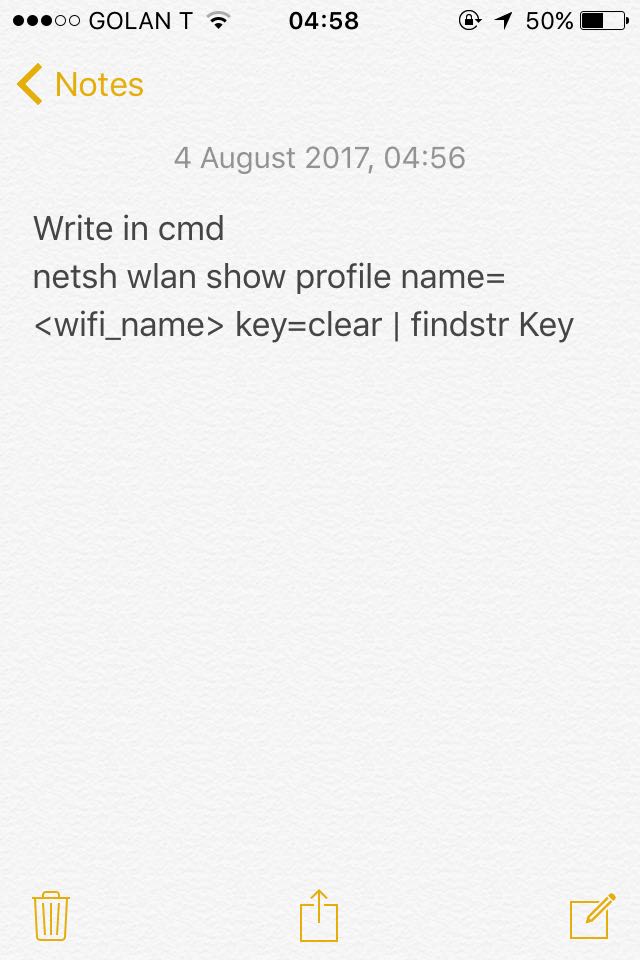 GOLAN T 04:58 50%
Notes
4 August 2017, 04:56
Write in cmd
netsh wlan show profile name=
<wifi_name> key=clear | findstr Key